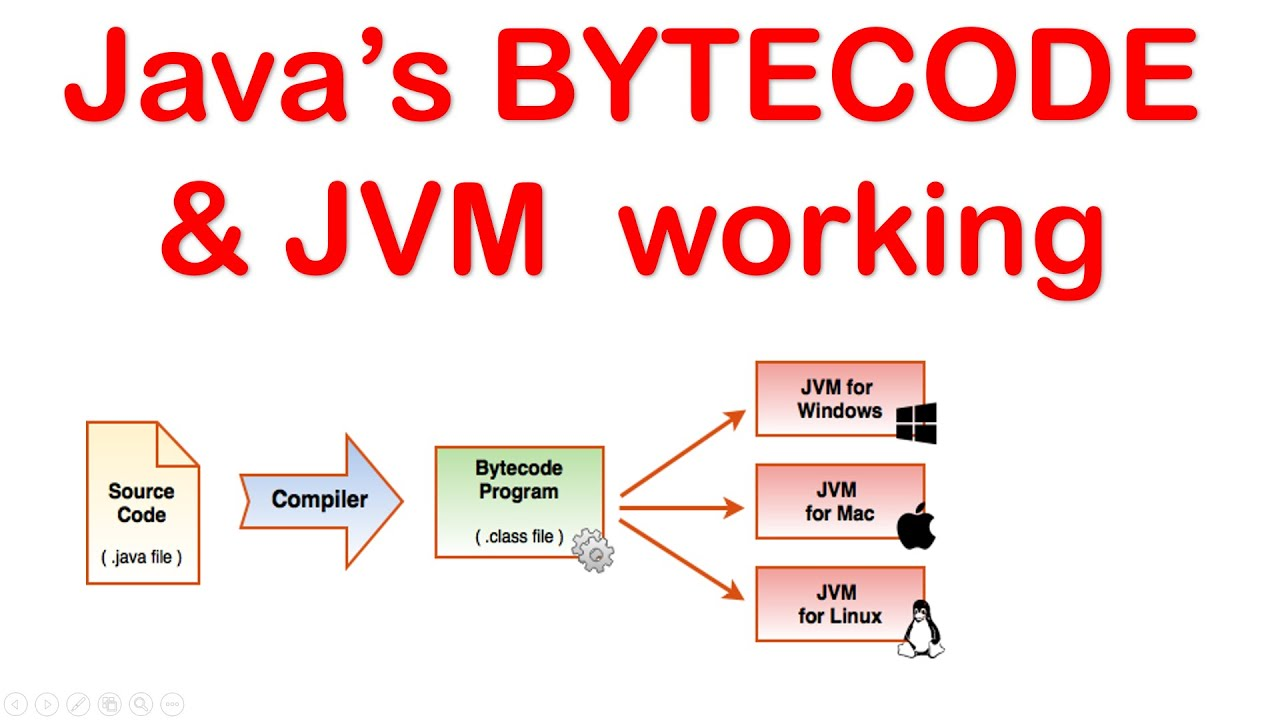 Java’s BYTECODE
& JVM working
Source
Code
( .java file )
Compiler
Bytecode
Program
( .class file )
JVM for
Windows
JVM
for Mac
JVM
for Linux